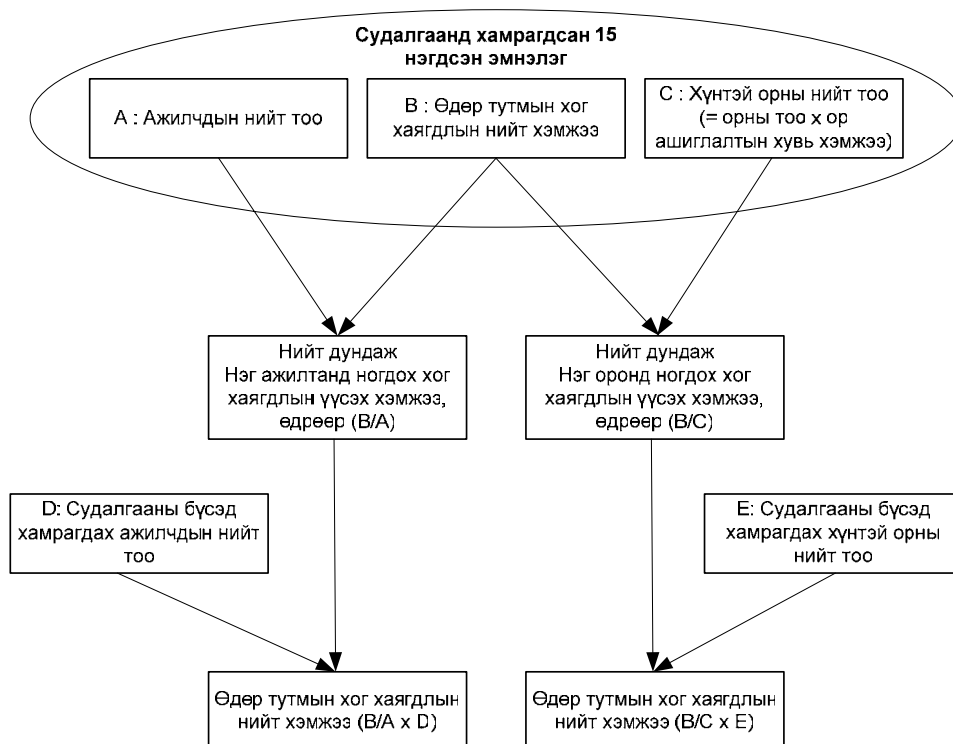 Судалгаанд хамрагдсан 15
нэгдсэн эмнэлэг
А : Ажилчдын нийт тоо
В : Өдөр тутмын хог
хаягдлын нийт хэмжээ
С : Хүнтэй орны нийт тоо
(= орны тоо х ор
ашиглалтын хувь хэмжээ)
Нийт дундаж
Нэг ажилтанд ногдох хог
хаягдлын үүсэх хэмжээ,
өдрөөр (B/A)
Нийт дундаж
Нэг оронд ногдох хог
хаягдлын үүсэх хэмжээ,
өдрөөр (B/C)
D: Судалгааны бүсэд
хамрагдах ажилчдын нийт
тоо
E: Судалгааны бүсэд
хамрагдах хүнтэй орны
нийт тоо
Өдөр тутмын хог хаягдлын
нийт хэмжээ (B/A x D)
Өдөр тутмын хог хаягдлын
нийт хэмжээ (B/C x E)